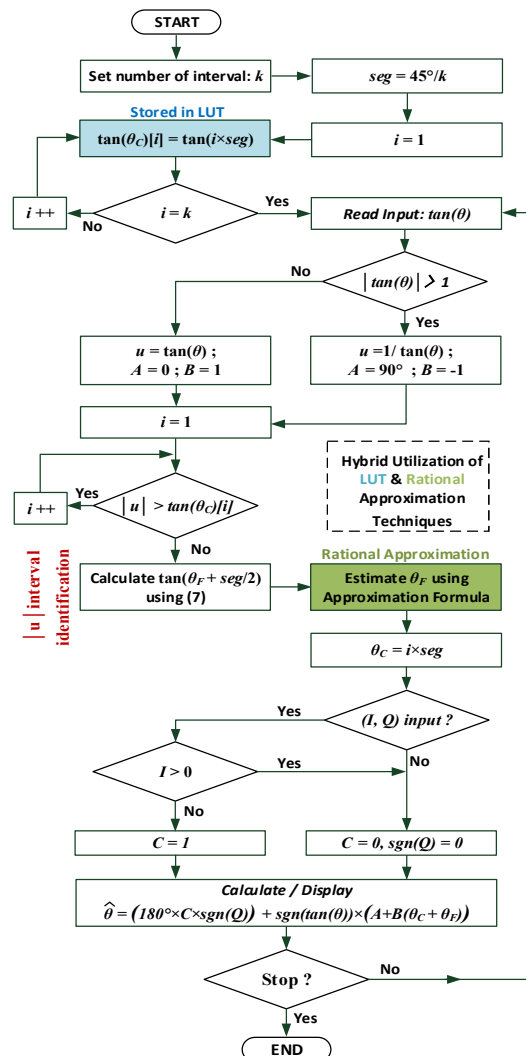 START
Set number of interval: k
seg = 45°/k
Stored in LUT
tan(θC)[i] = tan(i×seg)
i = 1
i ++
No
i = k
Yes
Read Input: tan(θ)
No
| tan(θ) | > 1
Yes
u = tan(θ) ;
A = 0 ; B = 1
u =1/ tan(θ) ;
A = 90° ; B = -1
i = 1
i ++
Yes
| u | > tan(θC)[i]
No
Hybrid Utilization of
LUT & Rational
Approximation
Techniques
| u | interval
identification
Calculate tan(θF + seg/2)
using (7)
Rational Approximation
Estimate θF using
Approximation Formula
θC = i×seg
Yes
(I, Q) input ?
No
I > 0
Yes
No
C = 1
C = 0, sgn(Q) = 0
Calculate / Display
θ̂ = (180°×C×sgn(Q)) + sgn(tan(θ))×(A+B(θC + θF))
Stop ?
No
Yes
END